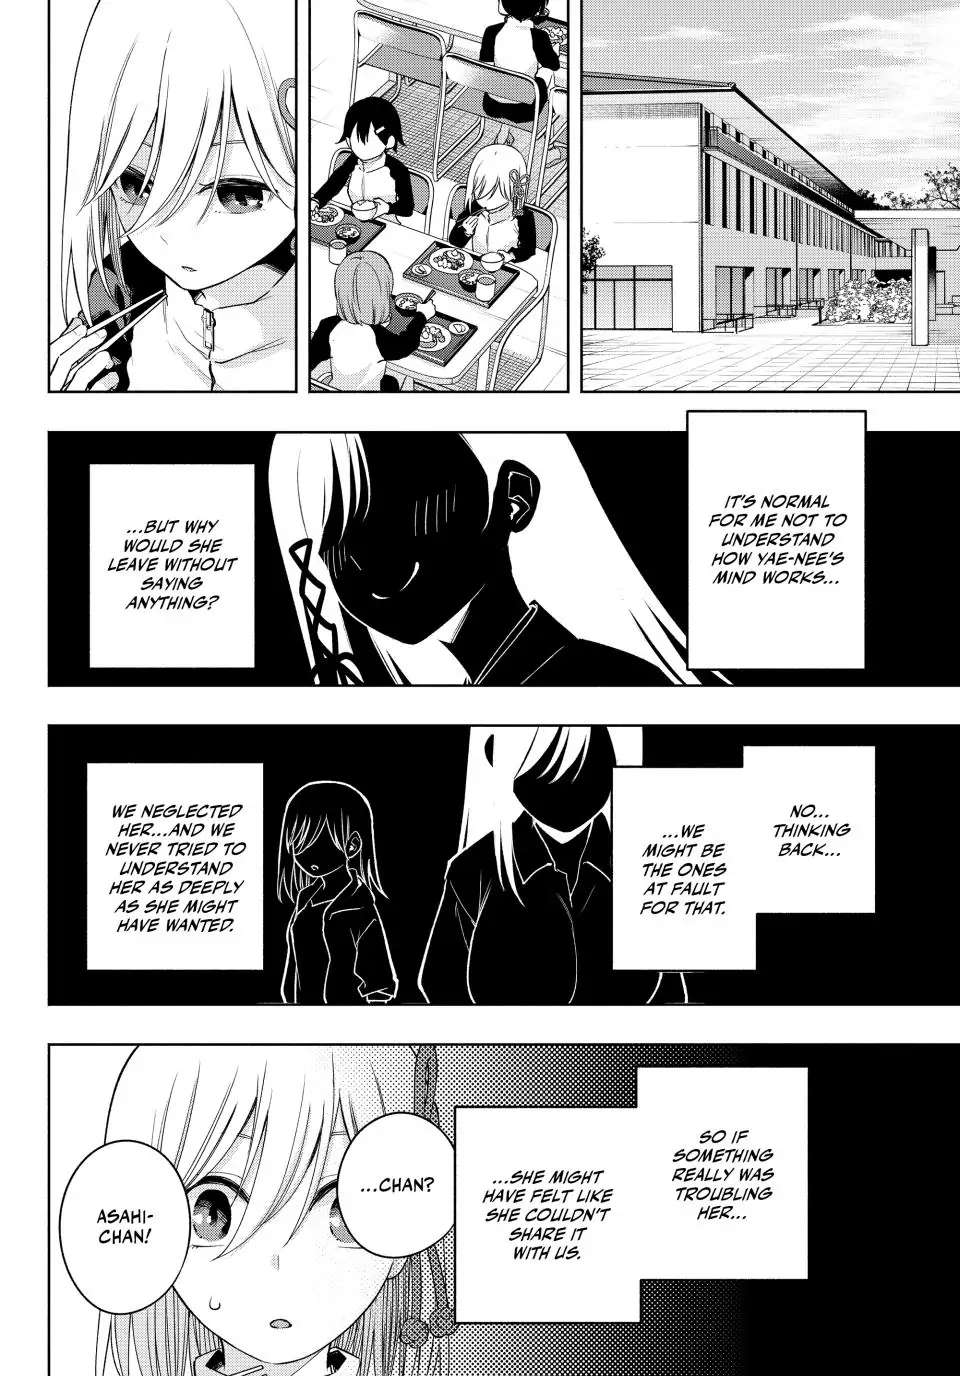 IT'S NORMAL
FOR ME NOT TO
UNDERSTAND
HOW YAE-NEE'S
MIND WORKS...
...BUT WHY
WOULD SHE
LEAVE WITHOUT
SAYING
ANYTHING?
NO...
THINKING
BACK...
...WE
MIGHT BE
THE ONES
AT FAULT
FOR THAT.
WE NEGLECTED
HER...AND WE
NEVER TRIED TO
UNDERSTAND
HER AS DEEPLY
AS SHE MIGHT
HAVE WANTED.
SO IF
SOMETHING
REALLY WAS
TROUBLING
HER...
...SHE MIGHT
HAVE FELT LIKE
SHE COULDN'T
SHARE IT
WITH US.
...CHAN?
ASAHI-
CHAN!